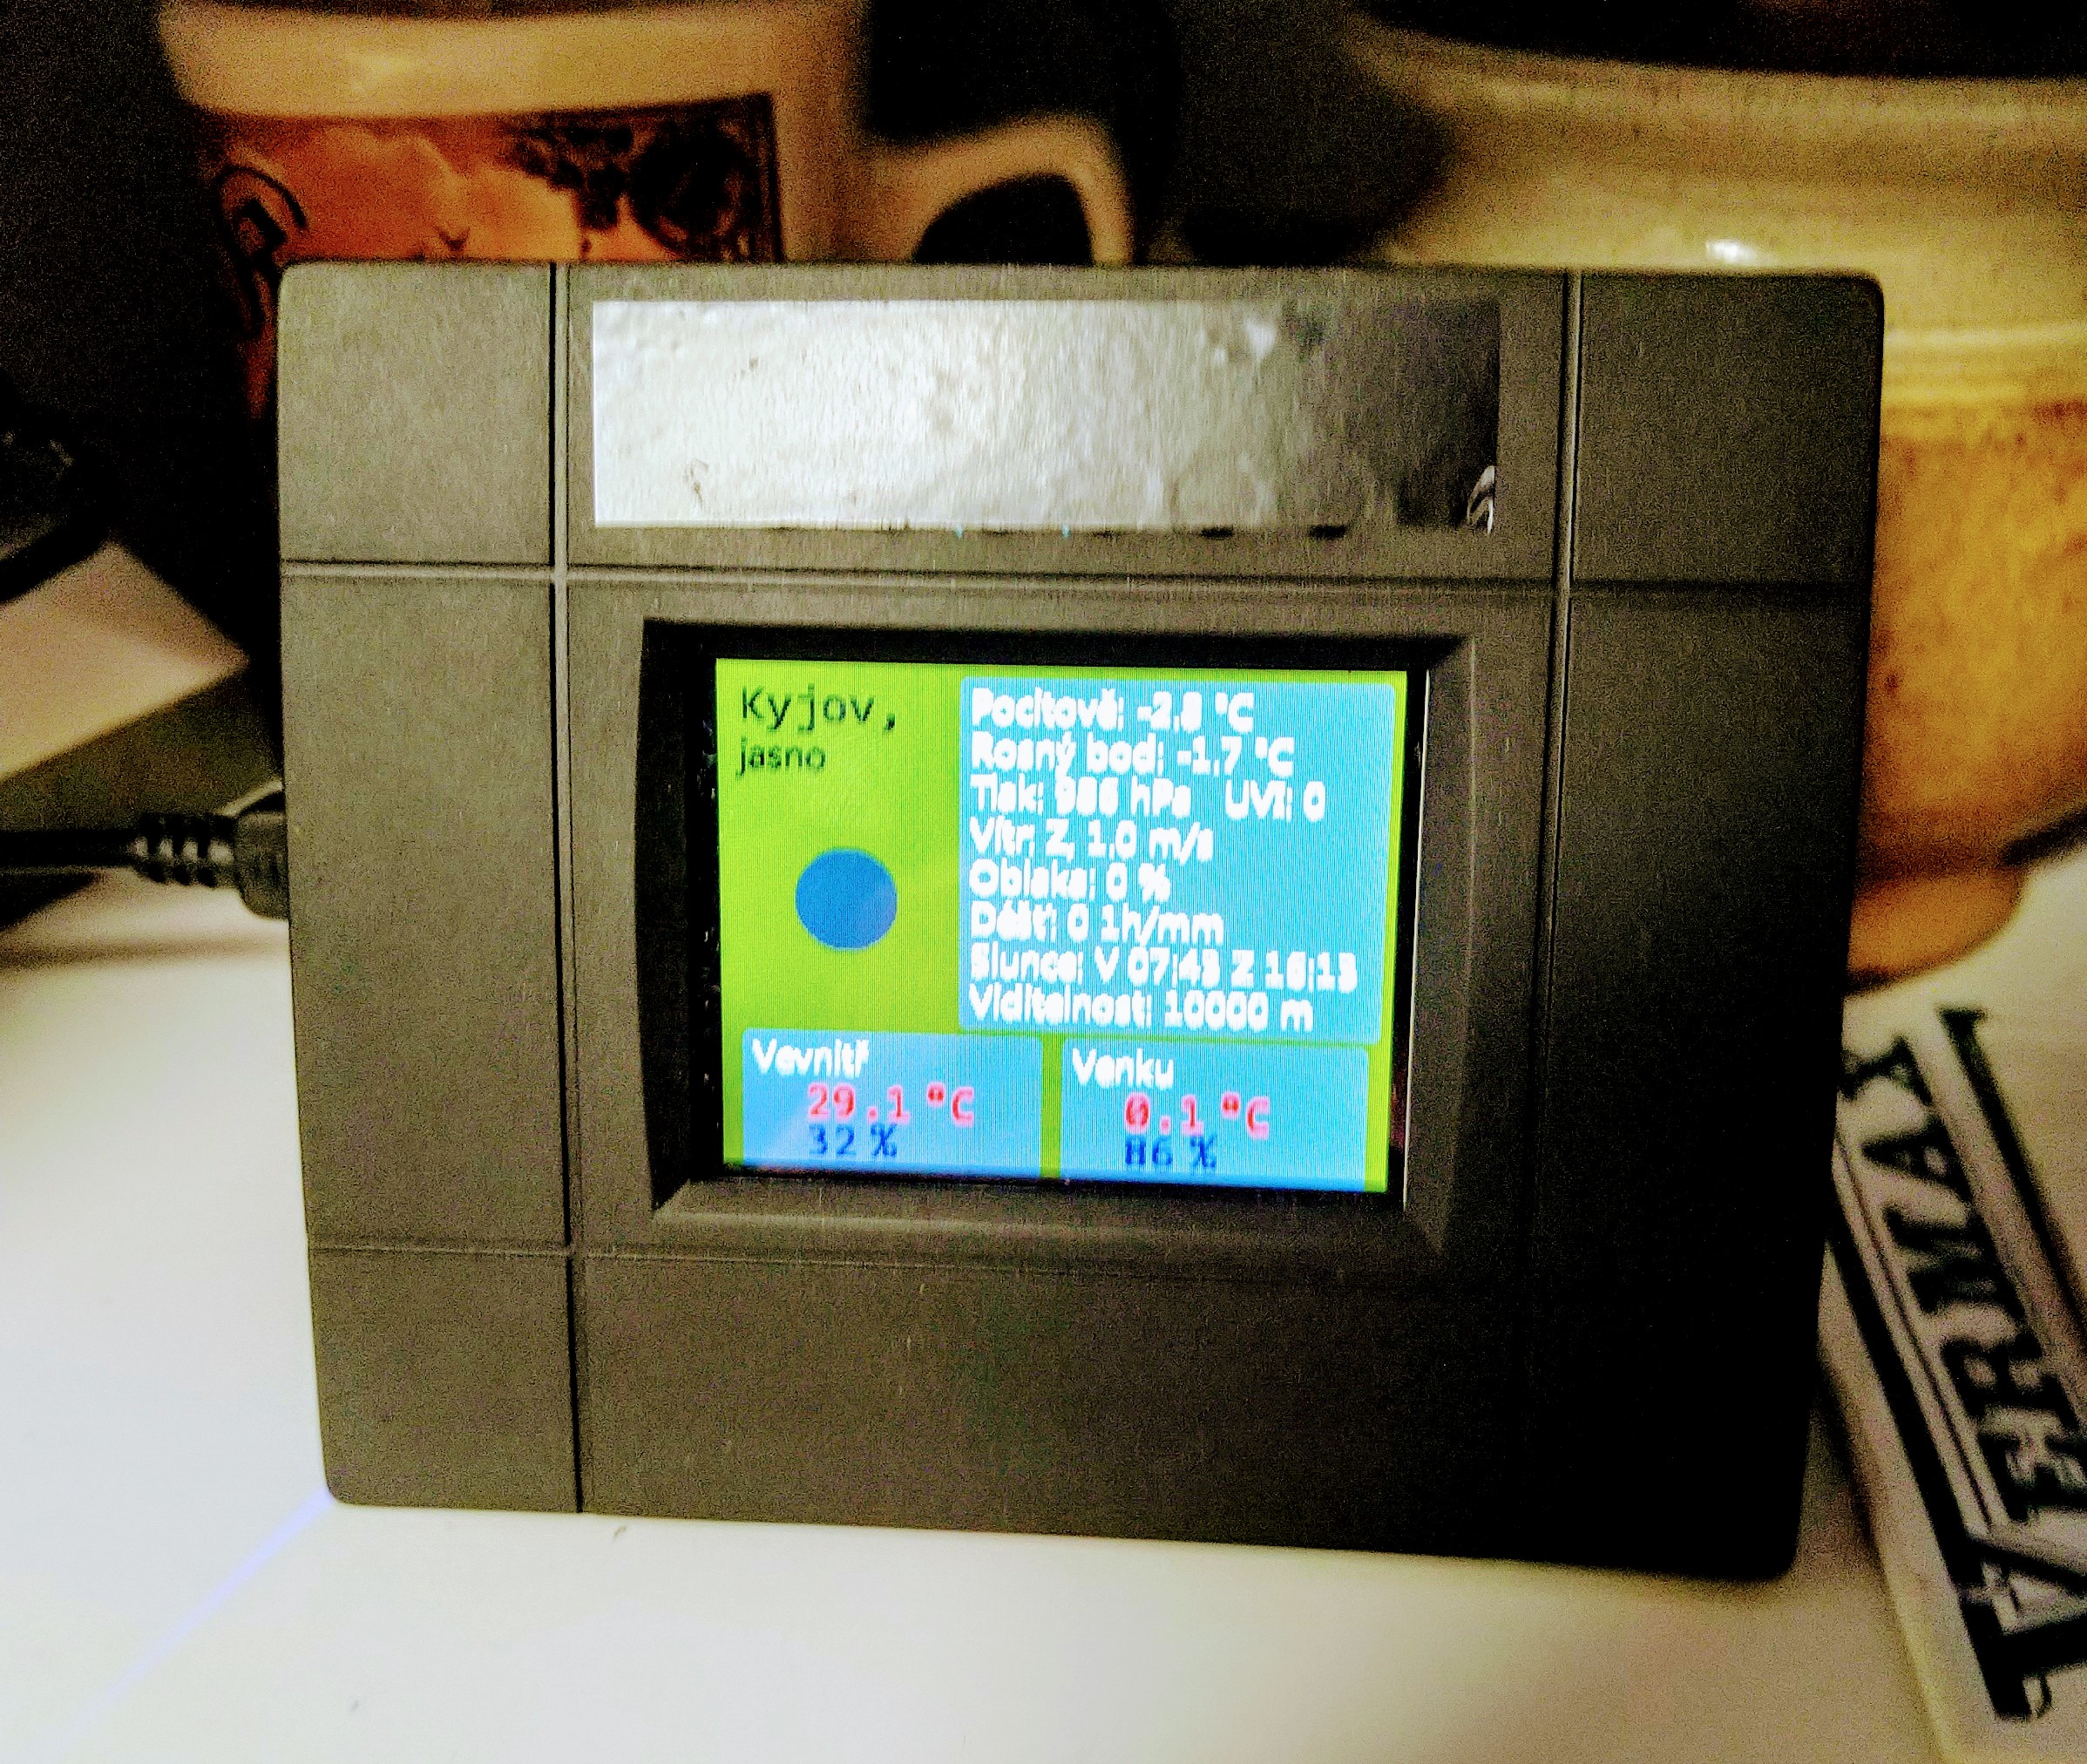 Kyjov,
jasno
Pocitově: -2,8 °C
Rosný bod: -1,7 °C
Tlak: 986 hPa UVI: 0
Vítr: Z, 1,0 m/s
Oblaka: 0 %
Déšť: 0 1h/mm
Slunce: V 07:43 Z 16:13
Viditelnost: 10000 m
Vevnitř
29.1 °C
32 %
Venku
0.1 °C
86 %